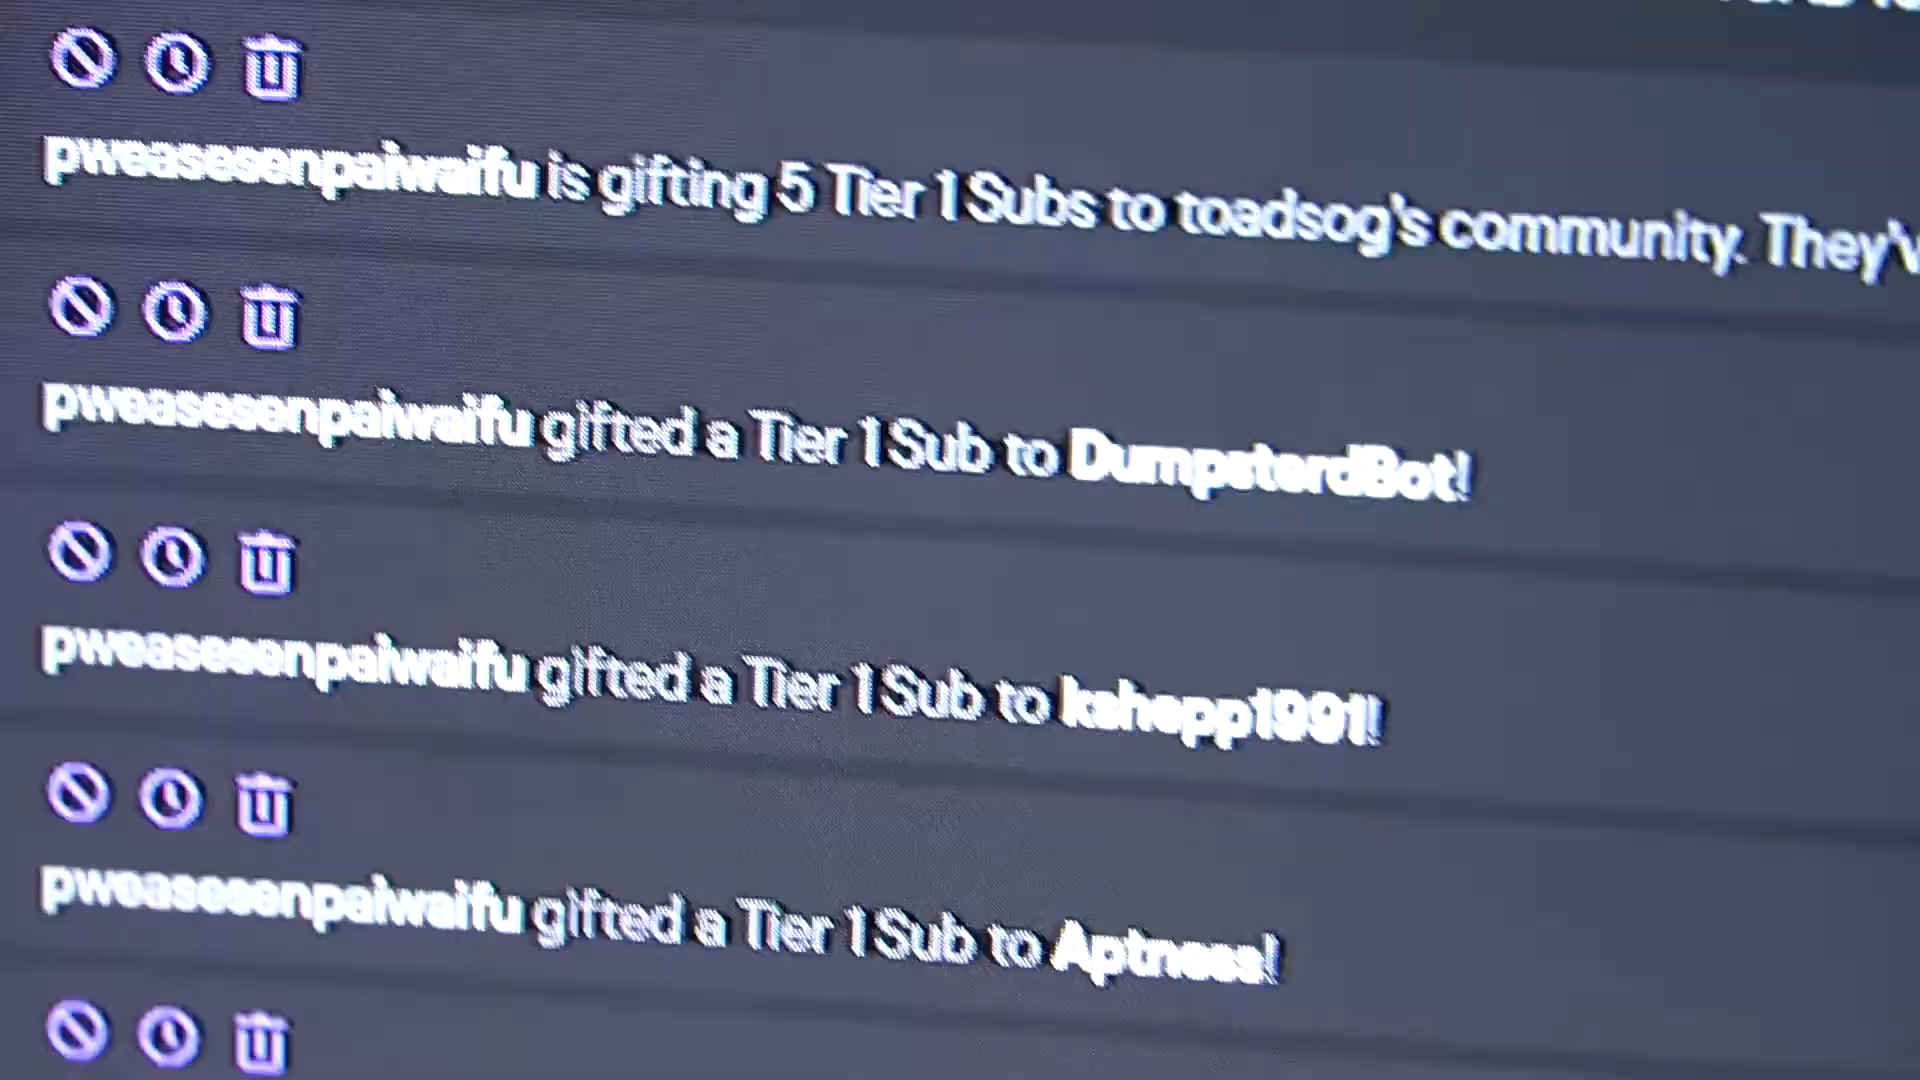 pweasesenpaiwaifu is gifting 5 Tier 1 Subs to toadsog's community. They'v
pweasesenpaiwaifu gifted a Tier 1 Sub to DumpsterdBot!
pweasesenpaiwaifu gifted a Tier 1 Sub to kshepp1991!
pweasesenpaiwaifu gifted a Tier 1 Sub to Aptness!